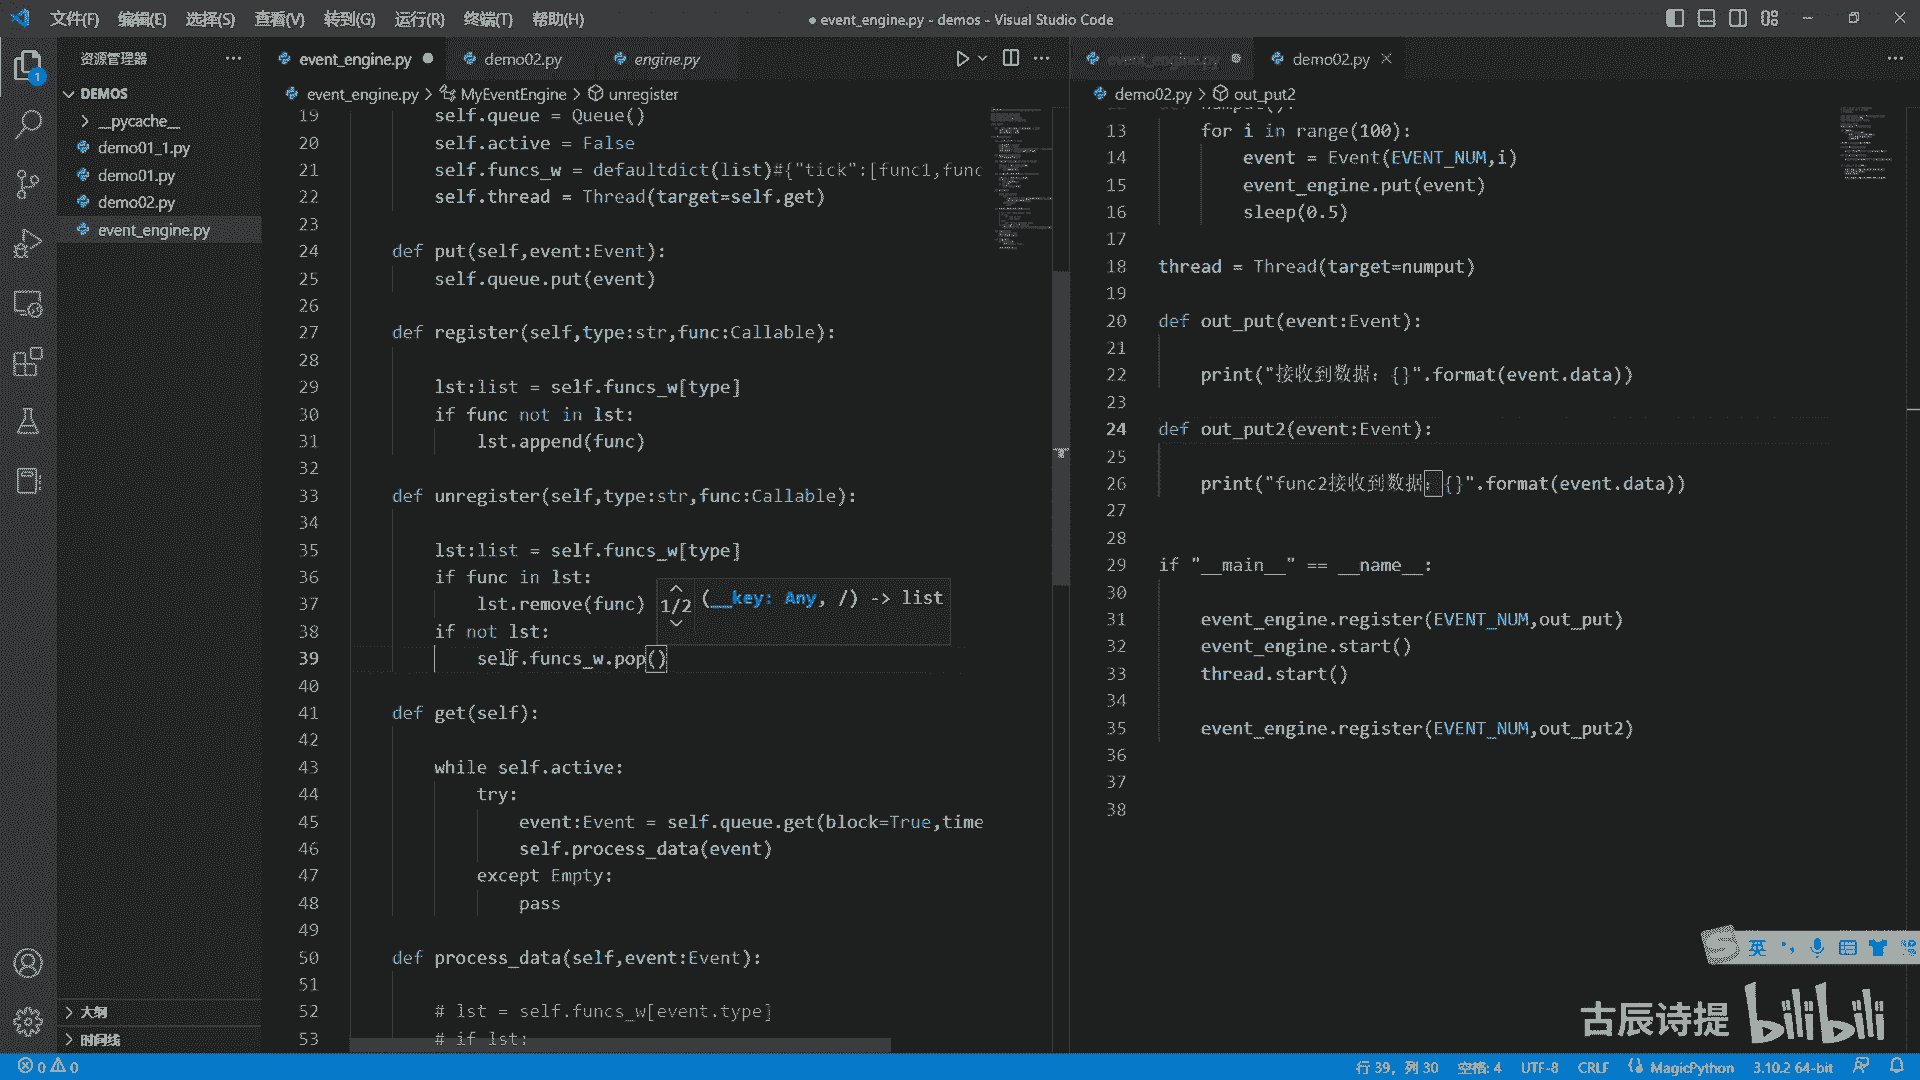 文件(F) 编辑(E) 选择(S) 查看(V) 转到(G) 运行(R) 终端(T) 帮助(H)
● event_engine.py - demos - Visual Studio Code
资源管理器
DEMOS
__pycache__
demo01_1.py
demo01.py
demo02.py
event_engine.py
大纲
时间线
1
event_engine.py
demo02.py
engine.py
event_engine.py > MyEventEngine > unregister
19 self.queue = Queue()
20 self.active = False
21 self.funcs_w = defaultdict(list)#{"tick":[func1,func
22 self.thread = Thread(target=self.get)
23
24 def put(self,event:Event):
25 self.queue.put(event)
26
27 def register(self,type:str,func:Callable):
28
29 lst:list = self.funcs_w[type]
30 if func not in lst:
31 lst.append(func)
32
33 def unregister(self,type:str,func:Callable):
34
35 lst:list = self.funcs_w[type]
36 if func in lst:
37 lst.remove(func)
38 if not lst:
39 self.funcs_w.pop()
1/2 (__key: Any, /) -> list
40
41 def get(self):
42
43 while self.active:
44 try:
45 event:Event = self.queue.get(block=True,time
46 self.process_data(event)
47 except Empty:
48 pass
49
50 def process_data(self,event:Event):
51
52 # lst = self.funcs_w[event.type]
53 # if lst:
event_engine.py
demo02.py
demo02.py > out_put2
13 for i in range(100):
14 event = Event(EVENT_NUM,i)
15 event_engine.put(event)
16 sleep(0.5)
17
18 thread = Thread(target=numput)
19
20 def out_put(event:Event):
21
22 print("接收到数据：{}".format(event.data))
23
24 def out_put2(event:Event):
25
26 print("func2接收到数据：{}".format(event.data))
27
28
29 if "__main__" == __name__:
30
31 event_engine.register(EVENT_NUM,out_put)
32 event_engine.start()
33 thread.start()
34
35 event_engine.register(EVENT_NUM,out_put2)
36
37
38
英
古辰诗提 bilibili
0 0
行 39，列 30 空格: 4 UTF-8 CRLF MagicPython 3.10.2 64-bit